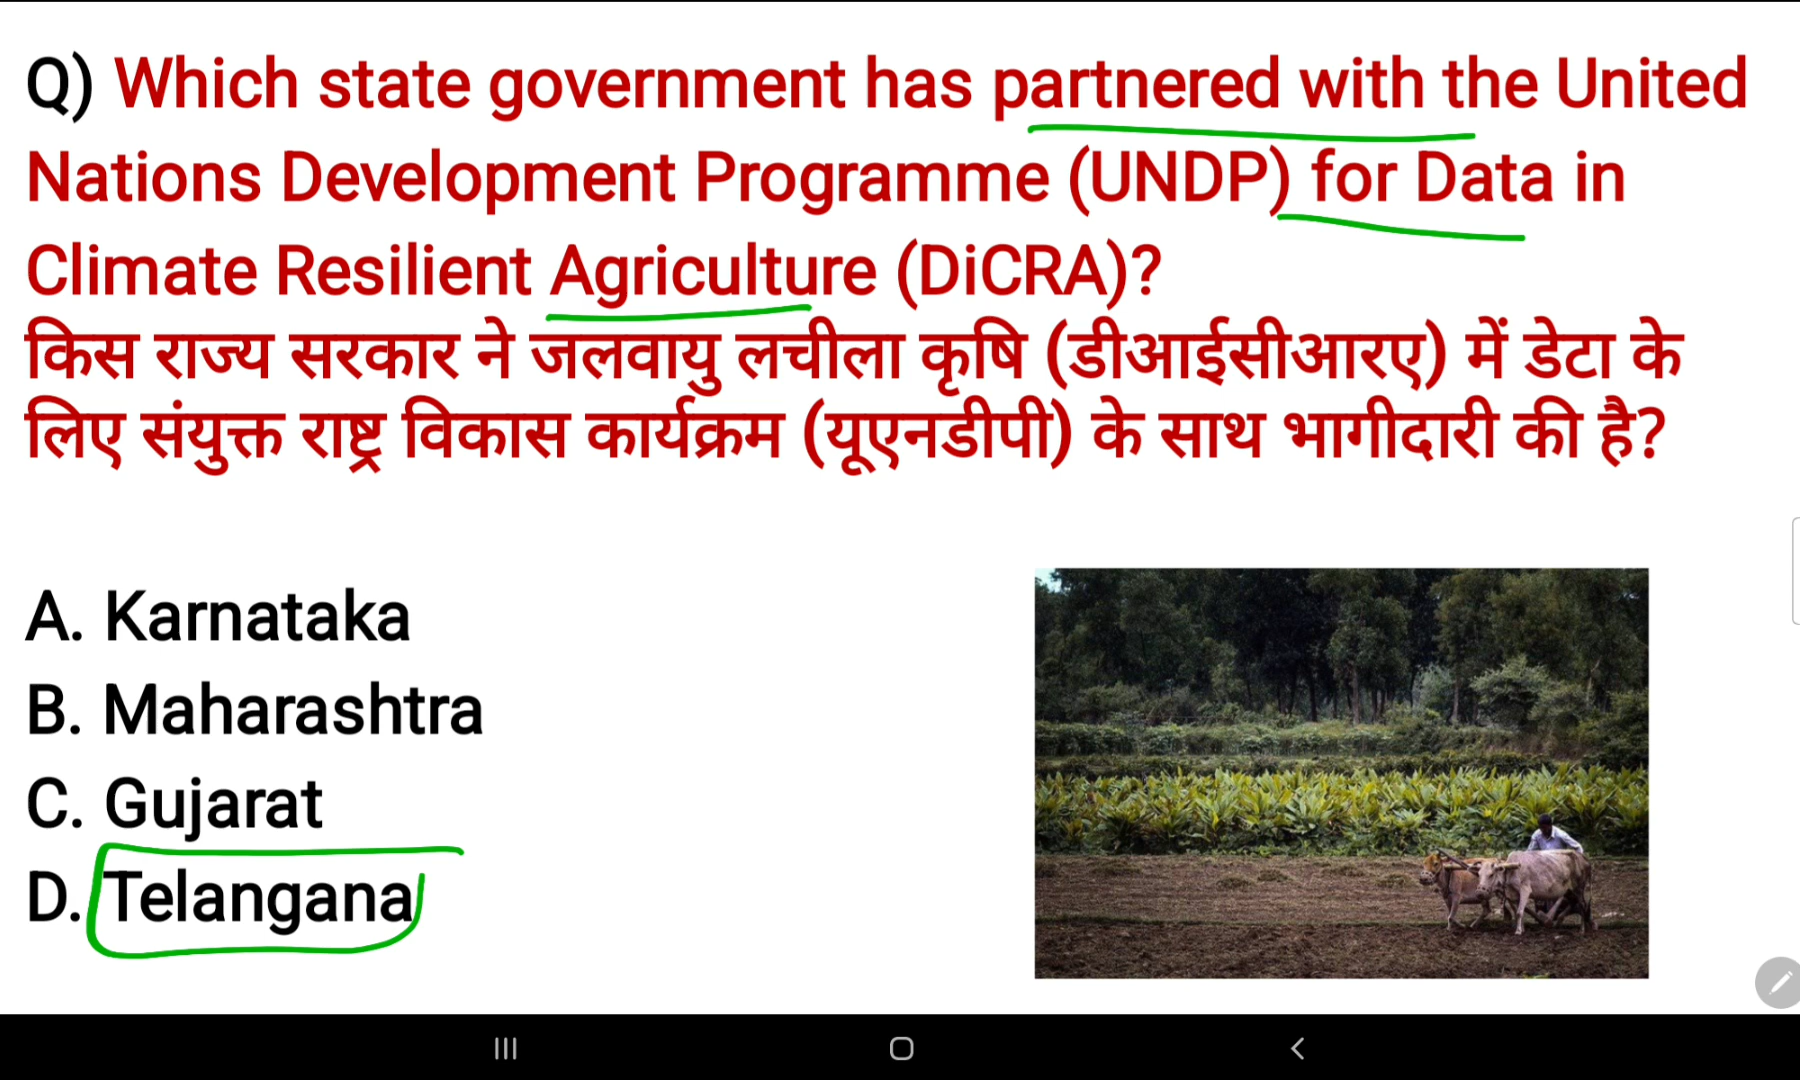 Q) Which state government has partnered with the United
Nations Development Programme (UNDP) for Data in
Climate Resilient Agriculture (DiCRA)?
किस राज्य सरकार ने जलवायु लचीला कृषि (डीआईसीआरए) में डेटा के
लिए संयुक्त राष्ट्र विकास कार्यक्रम (यूएनडीपी) के साथ भागीदारी की है?
A. Karnataka
B. Maharashtra
C. Gujarat
D. Telangana